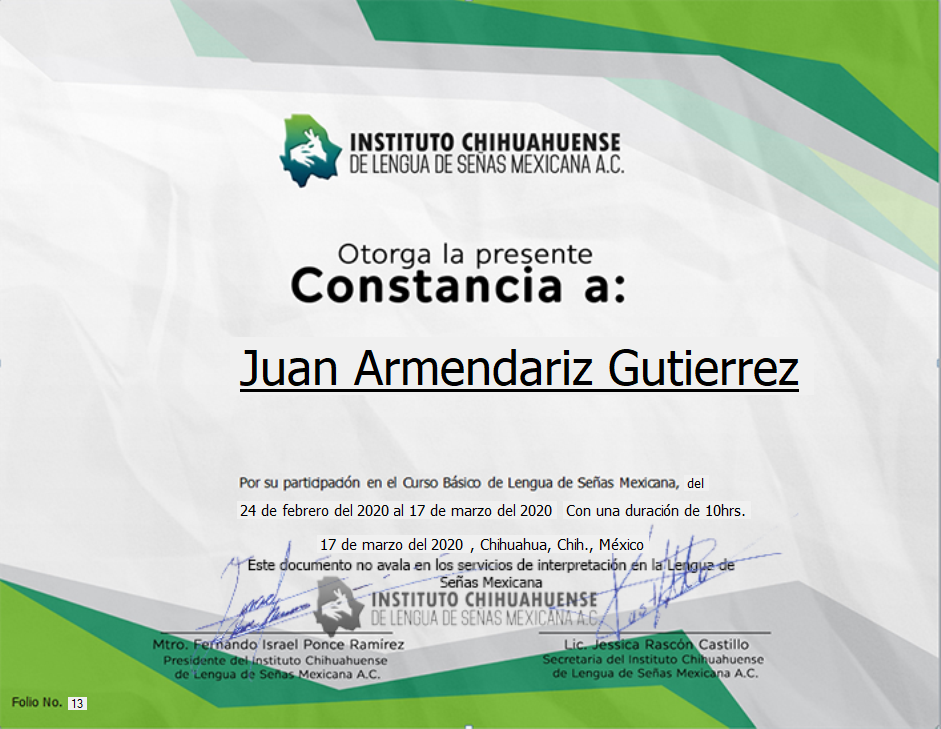 INSTITUTO CHIHUAHUENSE
DE LENGUA DE SEÑAS MEXICANA A.C.
Otorga la presente
Constancia a:
Juan Armendariz Gutierrez
Por su participación en el Curso Básico de Lengua de Señas Mexicana, del
24 de febrero del 2020 al 17 de marzo del 2020 Con una duración de 10hrs.
17 de marzo del 2020 , Chihuahua, Chih., México
Este documento no avala en los servicios de interpretación en la Lengua de
Señas Mexicana
INSTITUTO CHIHUAHUENSE
DE LENGUA DE SEÑAS MEXICANA A.C.
Mtro. Fernando Israel Ponce Ramírez
Presidente del Instituto Chihuahuense
de Lengua de Señas Mexicana A.C.
Lic. Jessica Rascón Castillo
Secretaria del Instituto Chihuahuense
de Lengua de Señas Mexicana A.C.
Folio No. 13